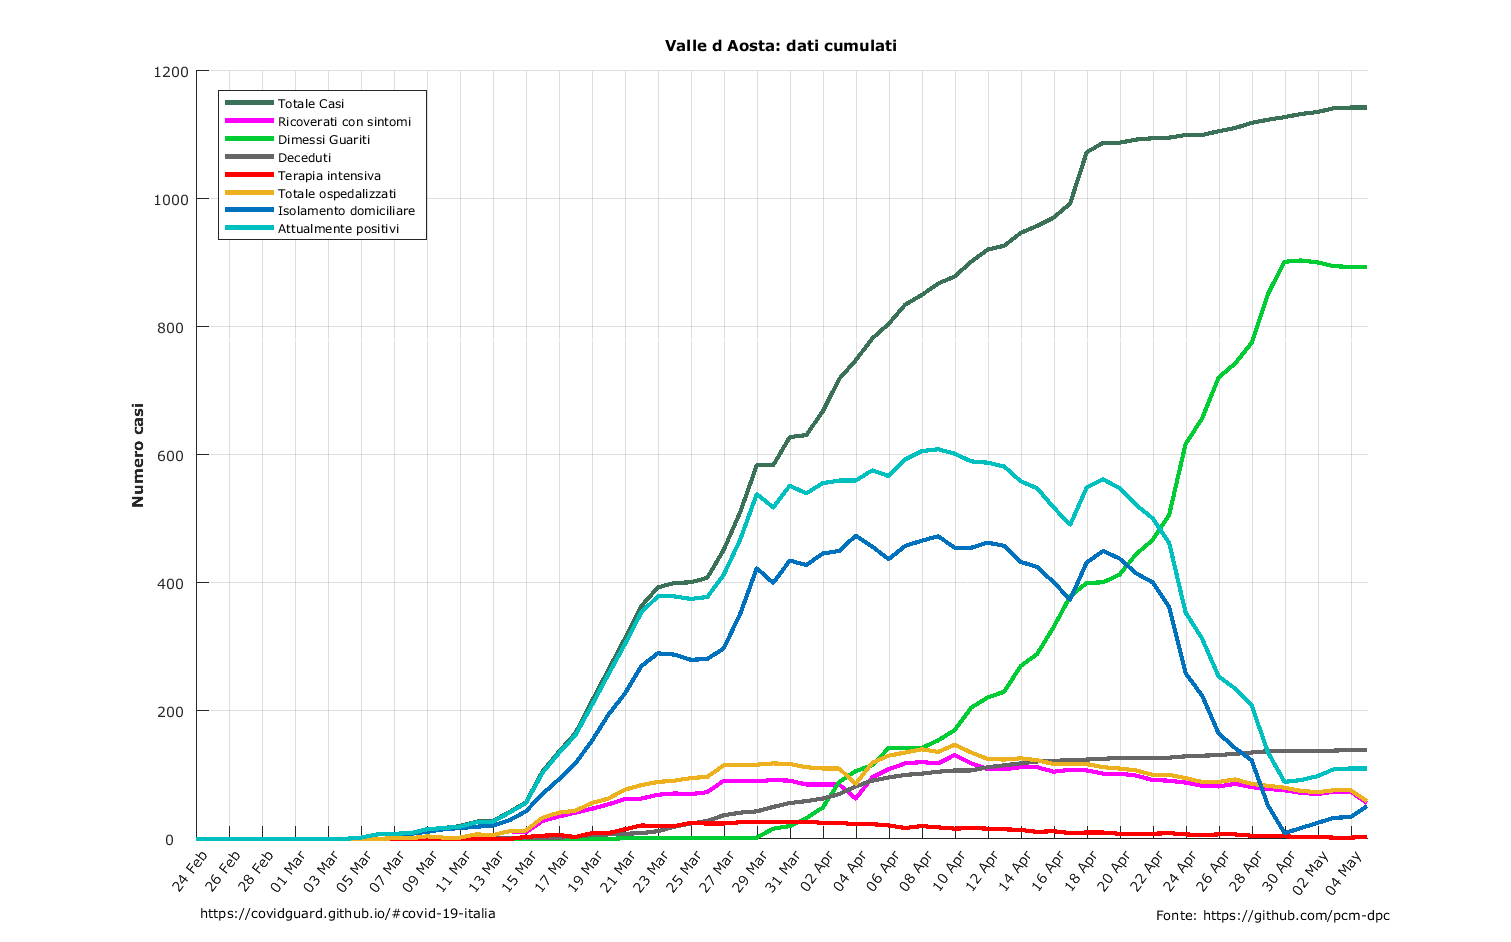 Valle d Aosta: dati cumulati
1200
1000
800
600
400
200
0
Numero casi
Totale Casi
Ricoverati con sintomi
Dimessi Guariti
Deceduti
Terapia intensiva
Totale ospedalizzati
Isolamento domiciliare
Attualmente positivi
24 Feb
26 Feb
28 Feb
01 Mar
03 Mar
05 Mar
07 Mar
09 Mar
11 Mar
13 Mar
15 Mar
17 Mar
19 Mar
21 Mar
23 Mar
25 Mar
27 Mar
29 Mar
31 Mar
02 Apr
04 Apr
06 Apr
08 Apr
10 Apr
12 Apr
14 Apr
16 Apr
18 Apr
20 Apr
22 Apr
24 Apr
26 Apr
28 Apr
30 Apr
02 May
04 May
https://covidguard.github.io/#covid-19-italia
Fonte: https://github.com/pcm-dpc